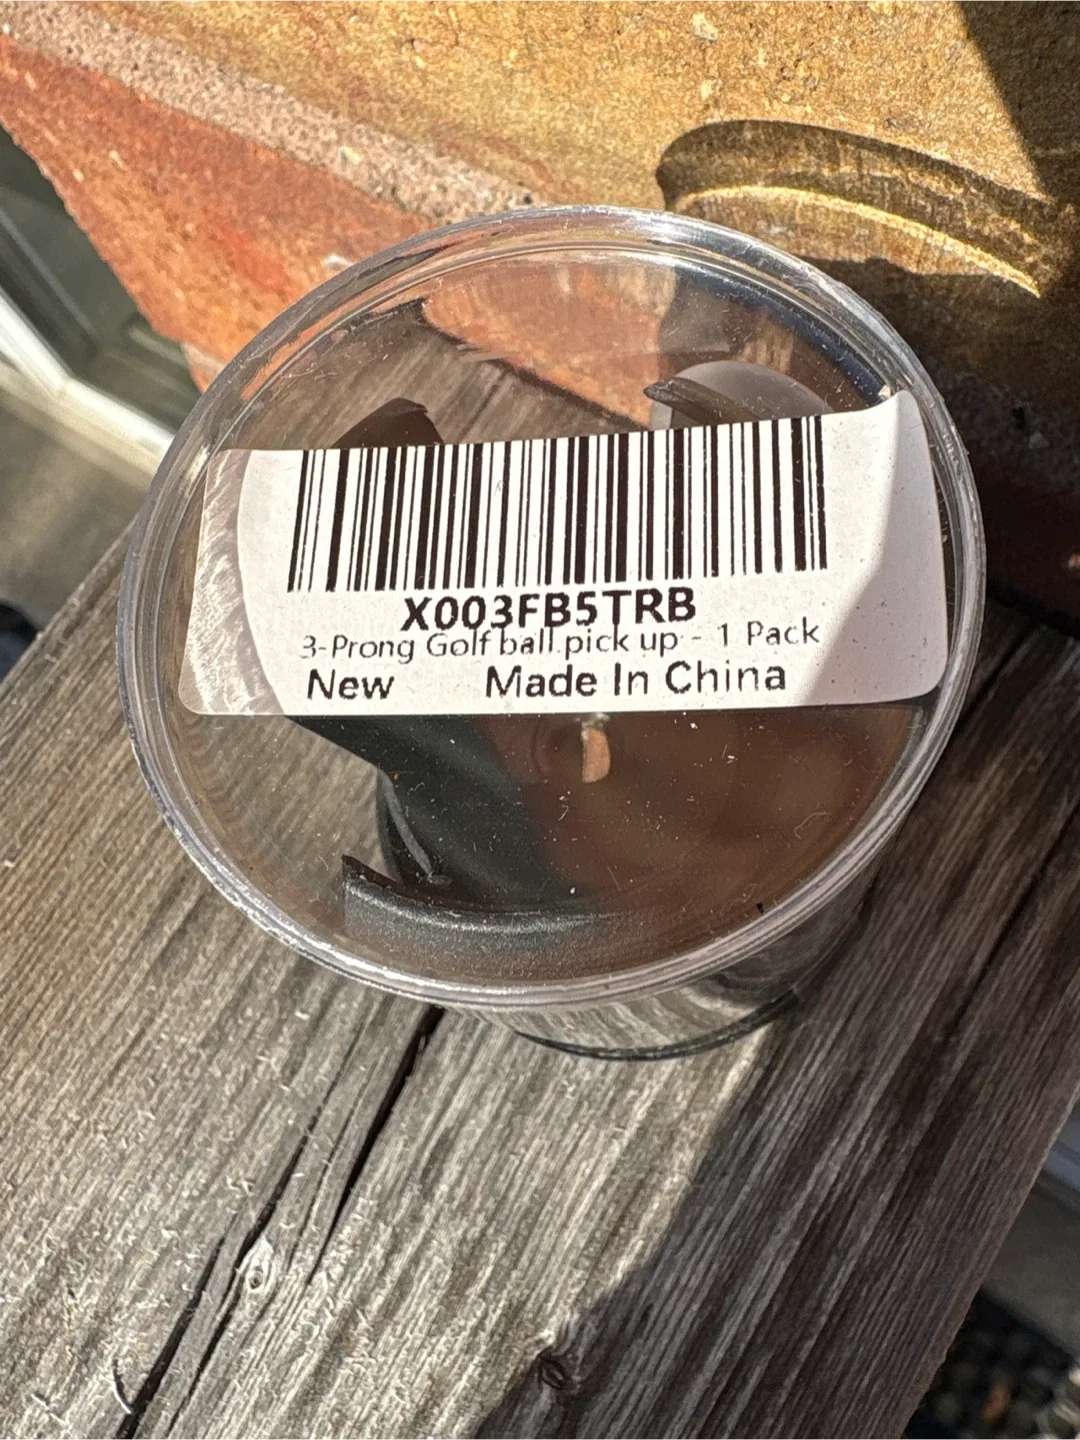 X003FB5TRB
3-Prong Golf ball pick up - 1 Pack
New Made In China